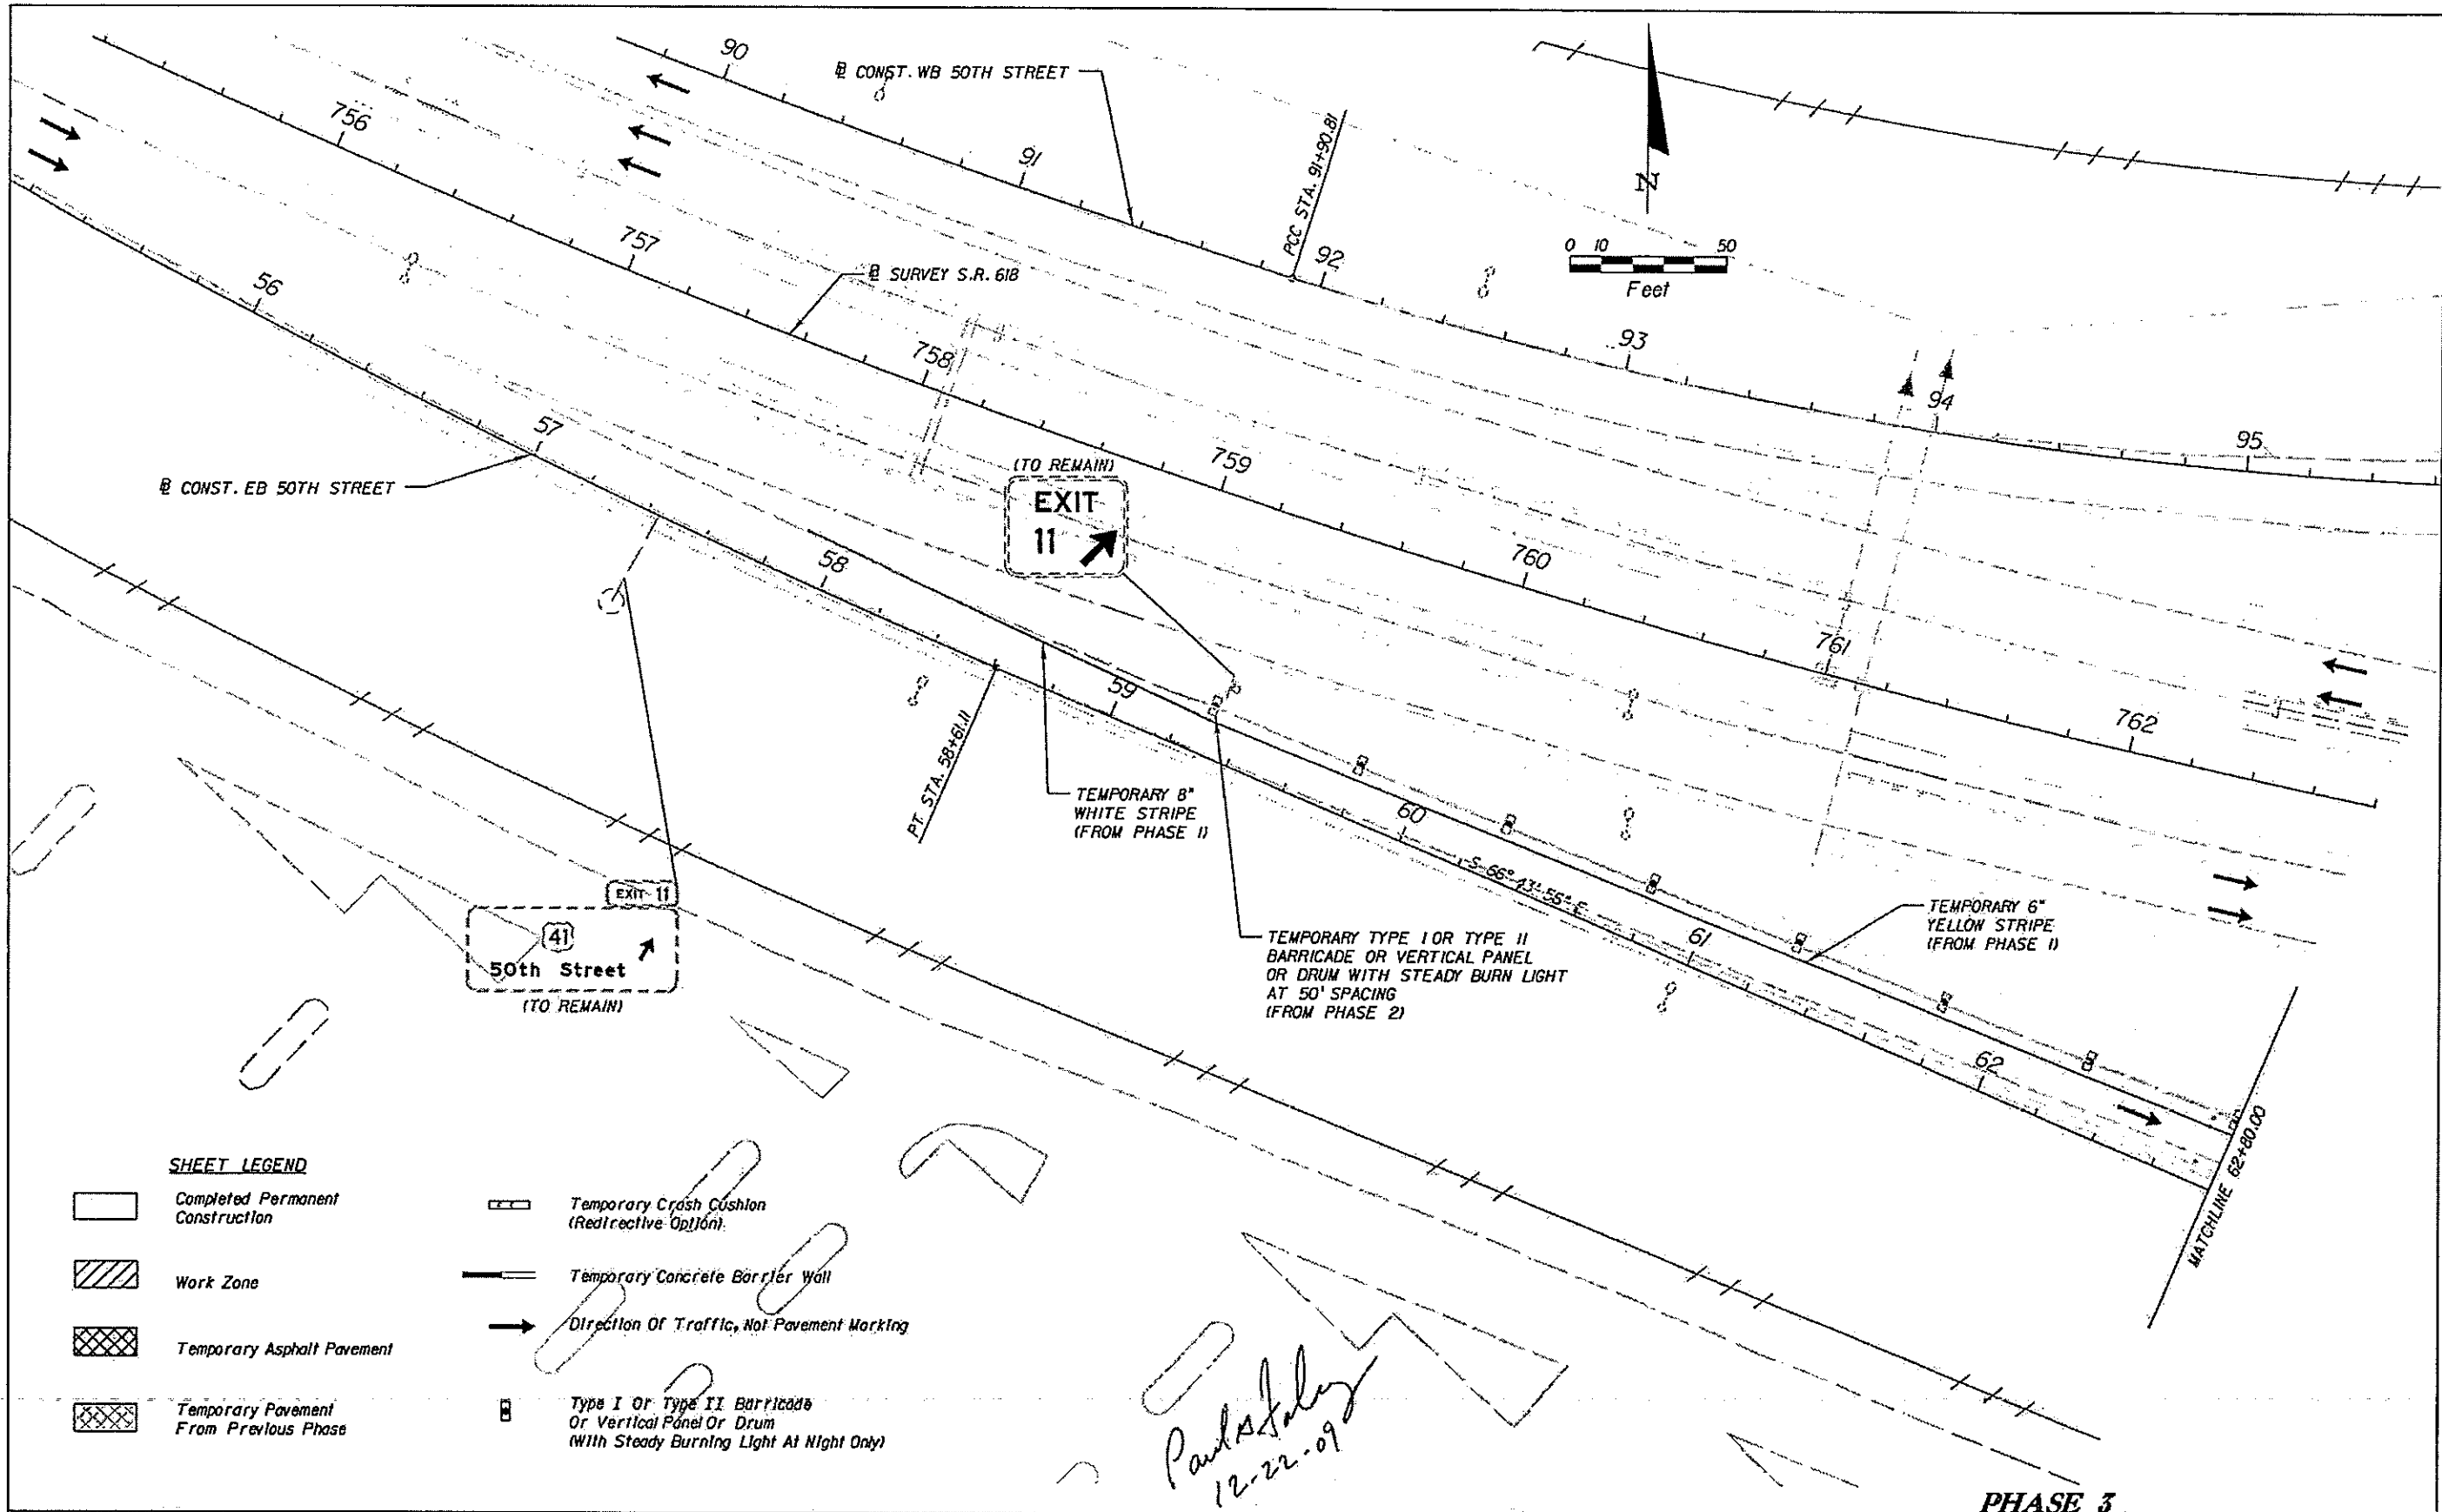 90
℄ CONST. WB 50TH STREET
756
91
PCC STA. 91+90.81
N
0 10 50
Feet
757
℄ SURVEY S.R. 618
92
56
93
758
94
57
95
(TO REMAIN)
EXIT
11
759
℄ CONST. EB 50TH STREET
58
760
761
59
762
PT. STA. 58+61.11
TEMPORARY 8"
WHITE STRIPE
(FROM PHASE 1)
60
S 66° 43' 55" E
EXIT 11
41
50th Street
(TO REMAIN)
61
TEMPORARY TYPE I OR TYPE II
BARRICADE OR VERTICAL PANEL
OR DRUM WITH STEADY BURN LIGHT
AT 50' SPACING
(FROM PHASE 2)
TEMPORARY 6"
YELLOW STRIPE
(FROM PHASE 1)
62
MATCHLINE 62+80.00
SHEET LEGEND
Completed Permanent
Construction
Work Zone
Temporary Asphalt Pavement
Temporary Pavement
From Previous Phase
Temporary Crash Cushion
(Redirective Option)
Temporary Concrete Barrier Wall
Direction Of Traffic, Not Pavement Marking
Type I Or Type II Barricade
Or Vertical Panel Or Drum
(With Steady Burning Light At Night Only)
12-22-09
PHASE 3